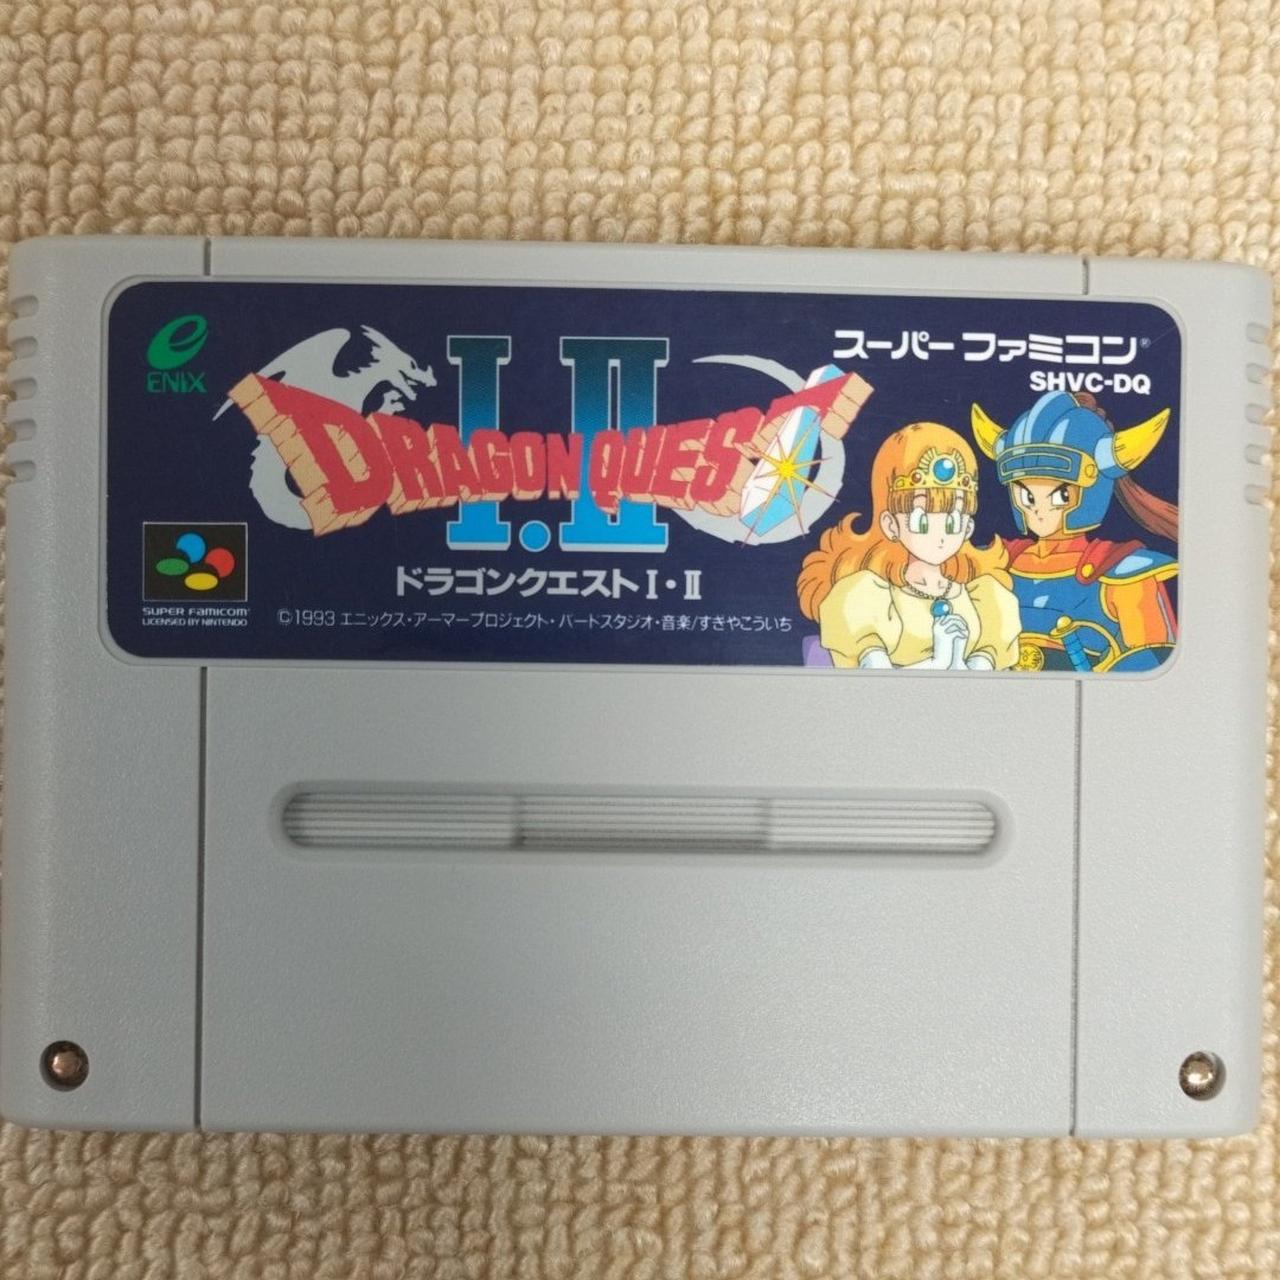 ENIX
I.II
DRAGON QUEST
スーパーファミコン®
SHVC-DQ
ドラゴンクエストI・II
SUPER FAMICOM
LICENSED BY NINTENDO
©1993 エニックス・アーマープロジェクト・バードスタジオ・音楽/すぎやまこういち